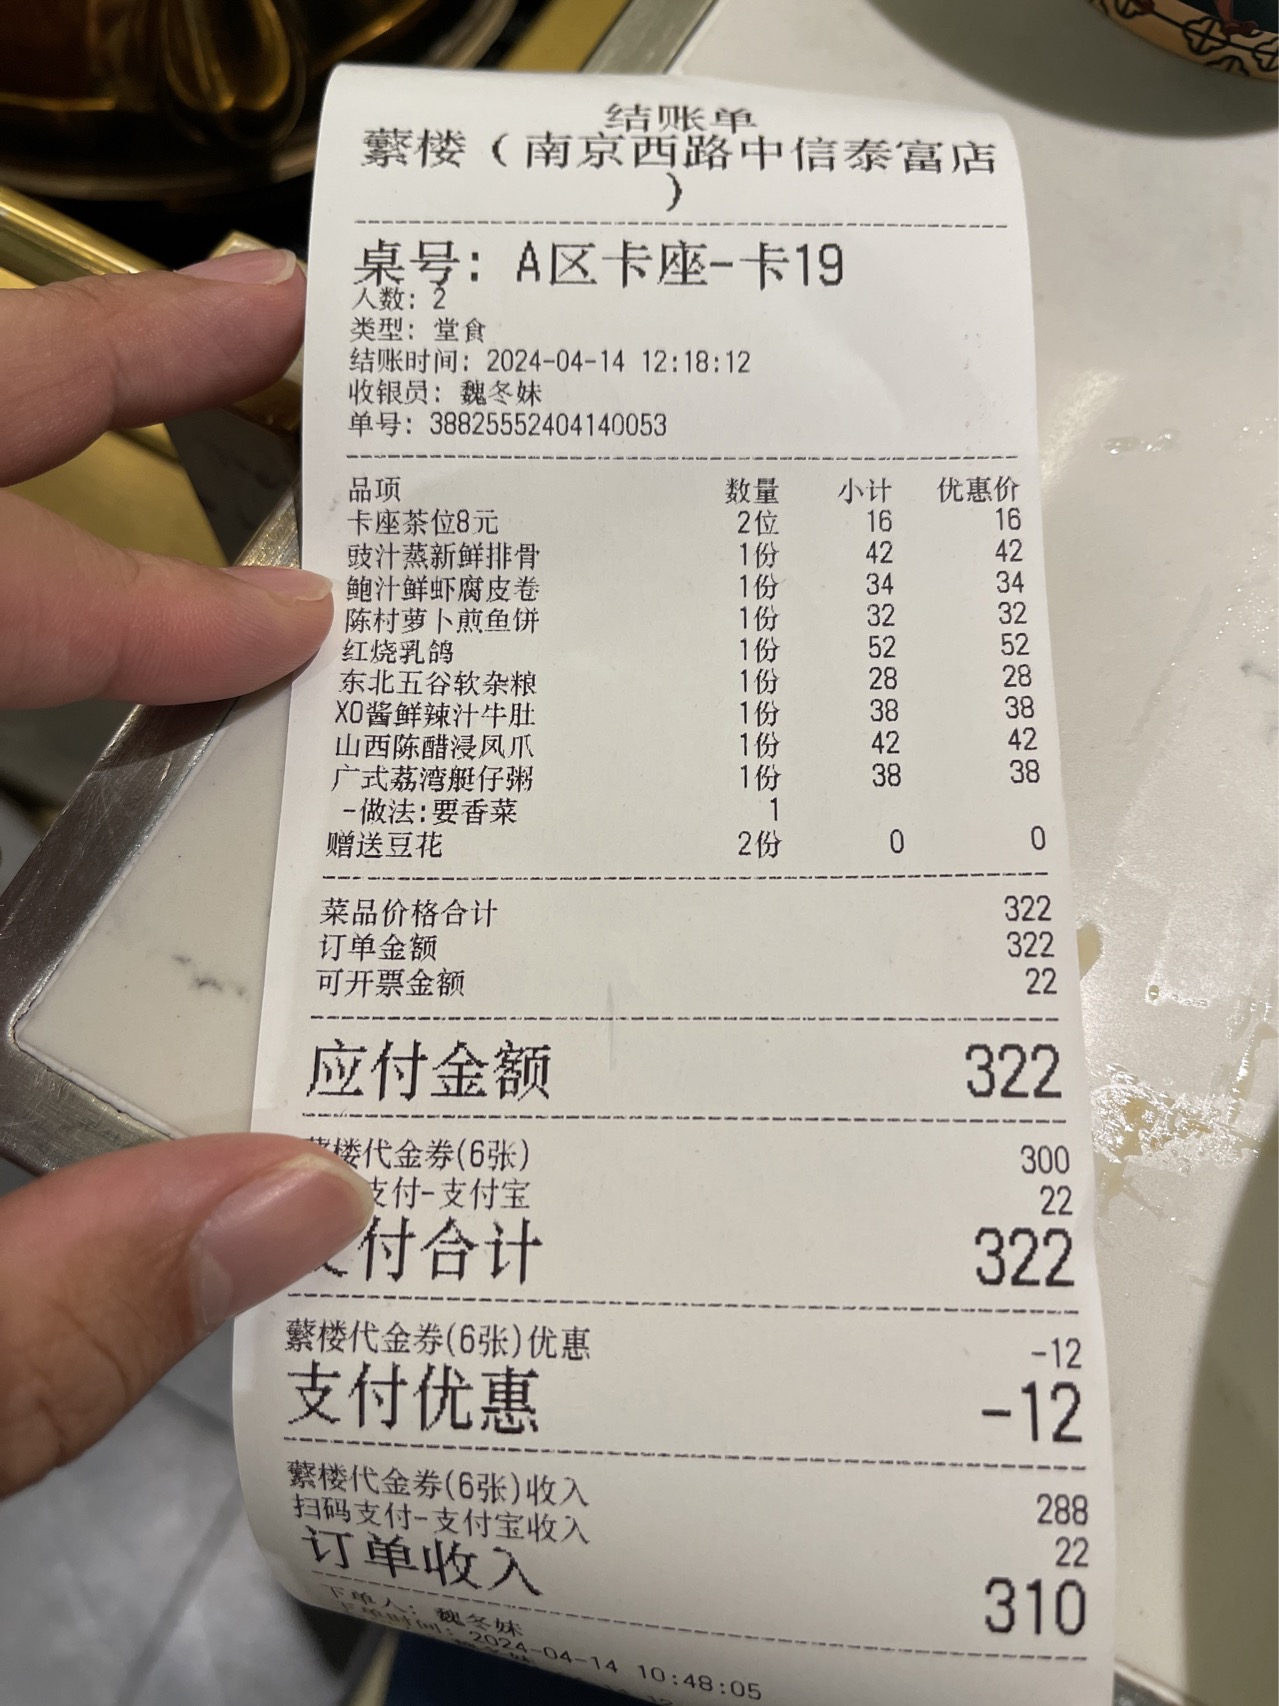 结账单
蘩楼（南京西路中信泰富店
）
桌号：A区卡座-卡19
人数：2
类型：堂食
结账时间：2024-04-14 12:18:12
收银员：魏冬妹
单号：38825552404140053
品项 数量 小计 优惠价
卡座茶位8元 2位 16 16
豉汁蒸新鲜排骨 1份 42 42
鲍汁鲜虾腐皮卷 1份 34 34
陈村萝卜煎鱼饼 1份 32 32
红烧乳鸽 1份 52 52
东北五谷软杂粮 1份 28 28
XO酱鲜辣汁牛肚 1份 38 38
山西陈醋浸凤爪 1份 42 42
广式荔湾艇仔粥 1份 38 38
-做法:要香菜 1
赠送豆花 2份 0 0
菜品价格合计 322
订单金额 322
可开票金额 22
应付金额 322
楼代金券(6张) 300
支付-支付宝 22
付合计 322
蘩楼代金券(6张)优惠 -12
支付优惠 -12
蘩楼代金券(6张)收入 288
扫码支付-支付宝收入 22
订单收入 310
下单人：魏冬妹
下单时间：2024-04-14 10:48:05